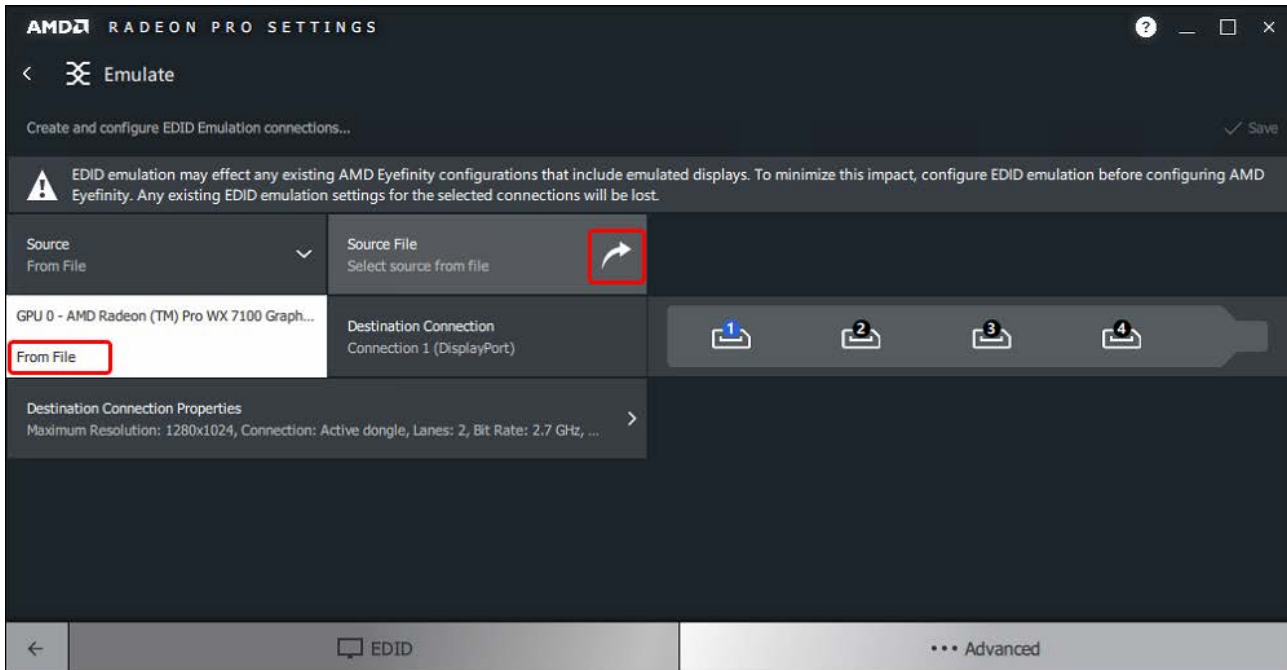 AMD RADEON PRO SETTINGS
?
Emulate
Create and configure EDID Emulation connections...
Save
EDID emulation may effect any existing AMD Eyefinity configurations that include emulated displays. To minimize this impact, configure EDID emulation before configuring AMD
Eyefinity. Any existing EDID emulation settings for the selected connections will be lost.
Source
From File
Source File
Select source from file
GPU 0 - AMD Radeon (TM) Pro WX 7100 Graph...
From File
Destination Connection
Connection 1 (DisplayPort)
1 2 3 4
Destination Connection Properties
Maximum Resolution: 1280x1024, Connection: Active dongle, Lanes: 2, Bit Rate: 2.7 GHz, ...
EDID
Advanced